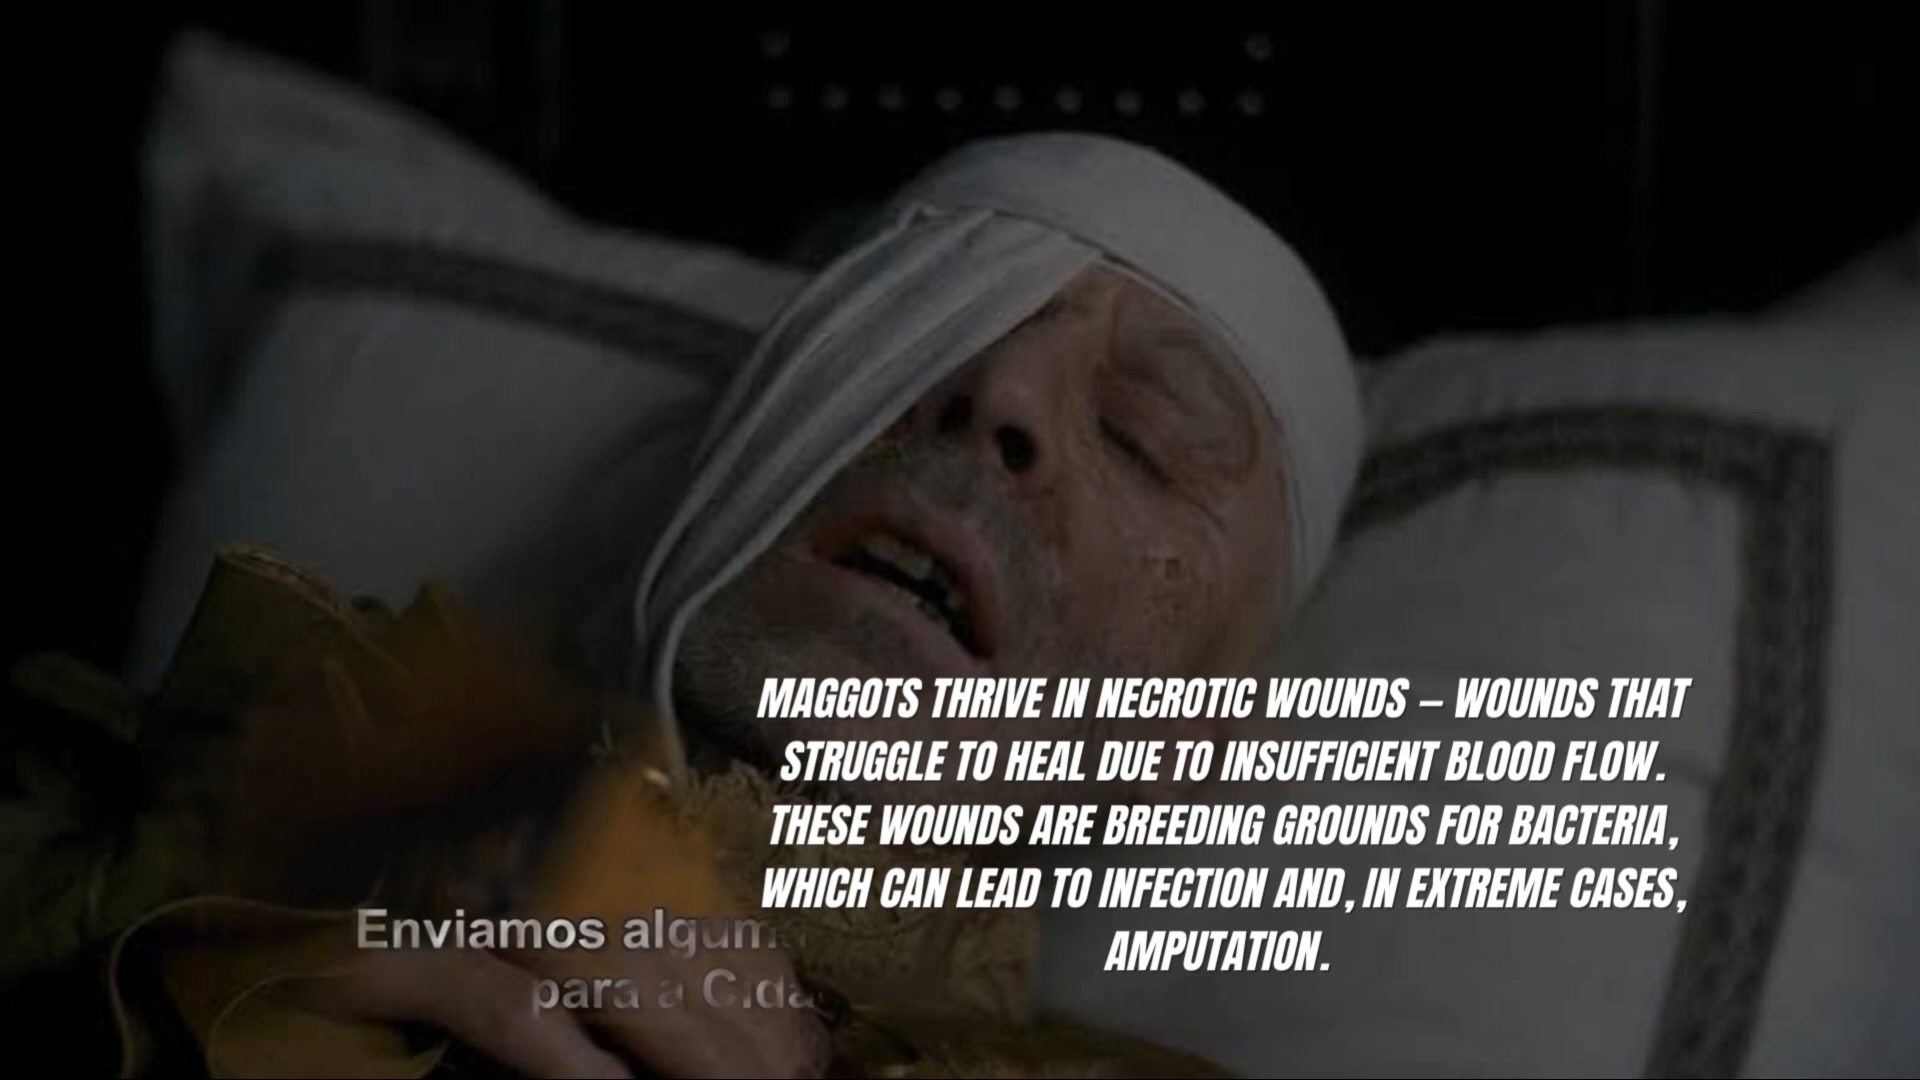 MAGGOTS THRIVE IN NECROTIC WOUNDS – WOUNDS THAT
STRUGGLE TO HEAL DUE TO INSUFFICIENT BLOOD FLOW.
THESE WOUNDS ARE BREEDING GROUNDS FOR BACTERIA,
WHICH CAN LEAD TO INFECTION AND, IN EXTREME CASES,
AMPUTATION.
Enviamos algum
para a